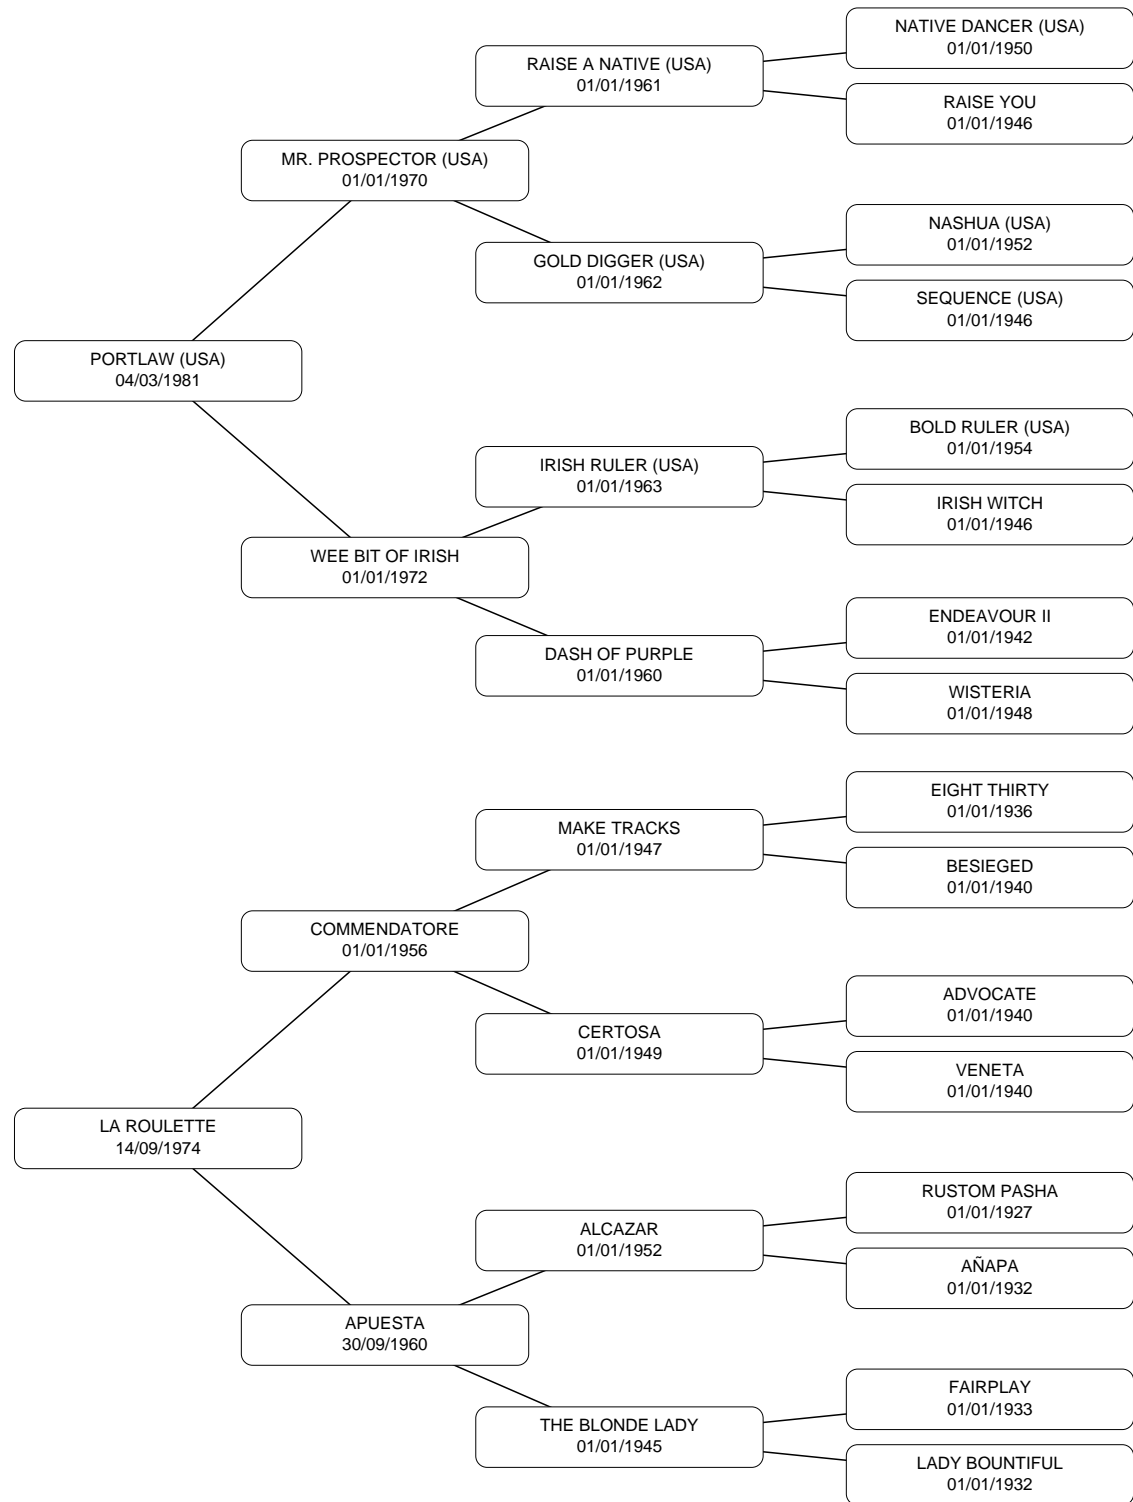 NATIVE DANCER (USA)
01/01/1950
RAISE A NATIVE (USA)
01/01/1961
RAISE YOU
01/01/1946
MR. PROSPECTOR (USA)
01/01/1970
NASHUA (USA)
01/01/1952
GOLD DIGGER (USA)
01/01/1962
SEQUENCE (USA)
01/01/1946
PORTLAW (USA)
04/03/1981
BOLD RULER (USA)
01/01/1954
IRISH RULER (USA)
01/01/1963
IRISH WITCH
01/01/1946
WEE BIT OF IRISH
01/01/1972
ENDEAVOUR II
01/01/1942
DASH OF PURPLE
01/01/1960
WISTERIA
01/01/1948
EIGHT THIRTY
01/01/1936
MAKE TRACKS
01/01/1947
BESIEGED
01/01/1940
COMMENDATORE
01/01/1956
ADVOCATE
01/01/1940
CERTOSA
01/01/1949
VENETA
01/01/1940
LA ROULETTE
14/09/1974
RUSTOM PASHA
01/01/1927
ALCAZAR
01/01/1952
AÑAPA
01/01/1932
APUESTA
30/09/1960
FAIRPLAY
01/01/1933
THE BLONDE LADY
01/01/1945
LADY BOUNTIFUL
01/01/1932